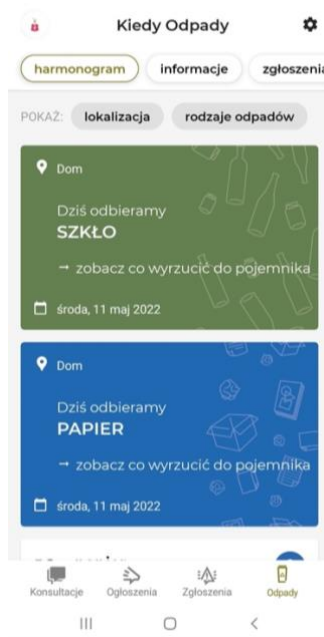 Kiedy Odpady
harmonogram informacje zgłoszenia
POKAŻ: lokalizacja rodzaje odpadów
Dom
Dziś odbieramy
SZKŁO
→ zobacz co wyrzucić do pojemnika
środa, 11 maj 2022
Dom
Dziś odbieramy
PAPIER
→ zobacz co wyrzucić do pojemnika
środa, 11 maj 2022
Konsultacje Ogłoszenia Zgłoszenia Odpady